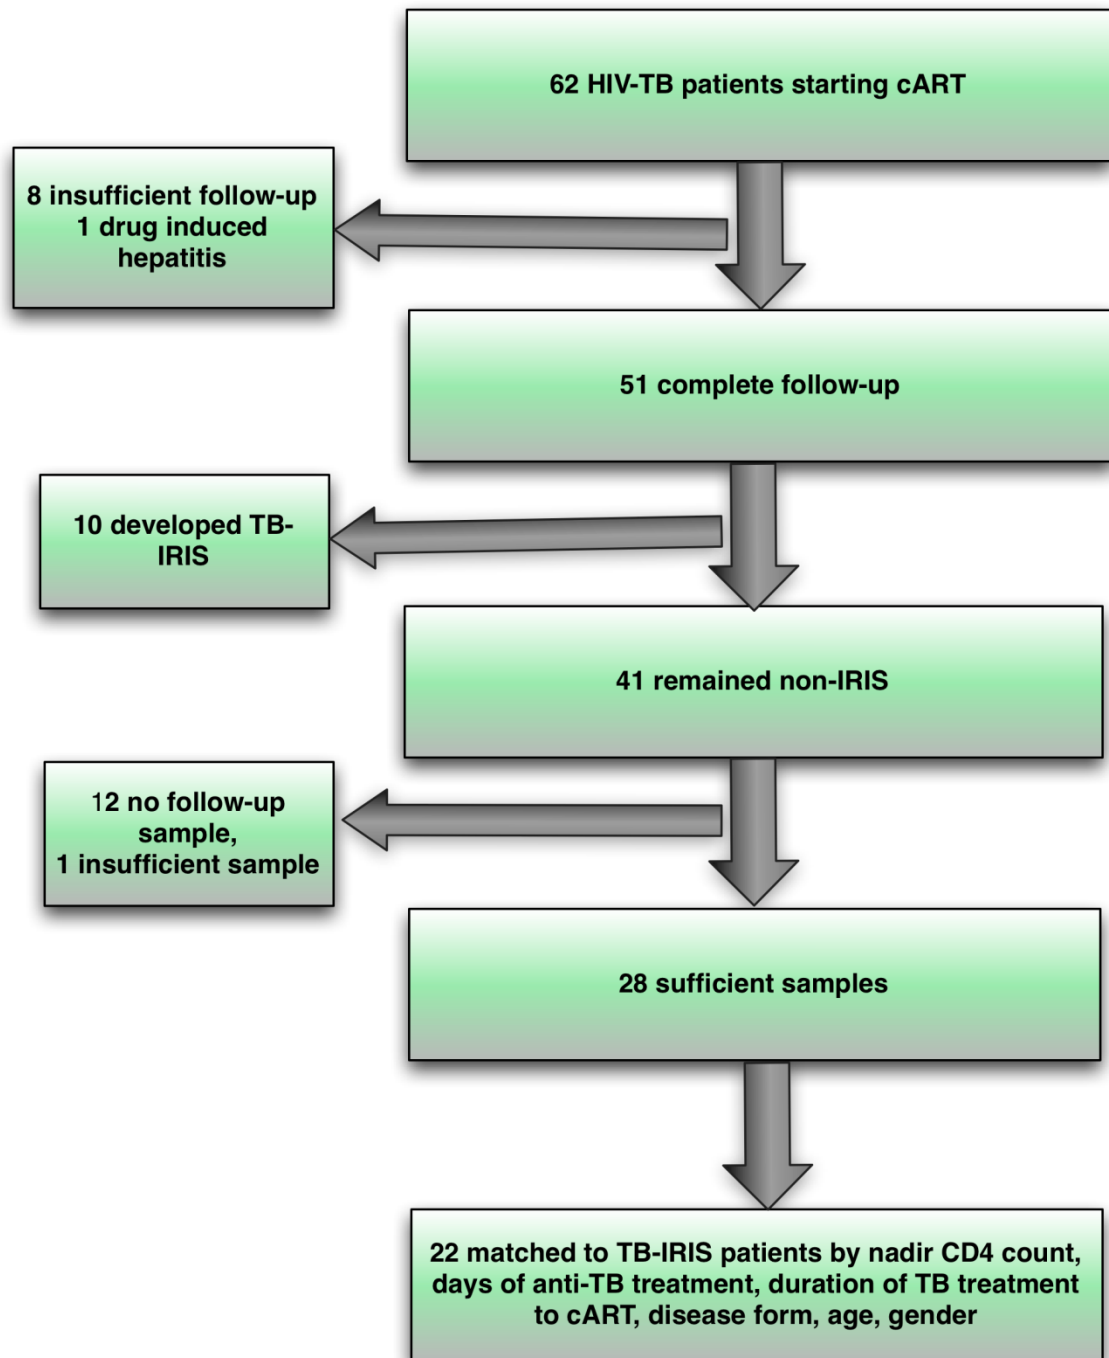 62 HIV-TB patients starting cART
8 insufficient follow-up
1 drug induced
hepatitis
51 complete follow-up
10 developed TB-
IRIS
41 remained non-IRIS
12 no follow-up
sample,
1 insufficient sample
28 sufficient samples
22 matched to TB-IRIS patients by nadir CD4 count,
days of anti-TB treatment, duration of TB treatment
to cART, disease form, age, gender